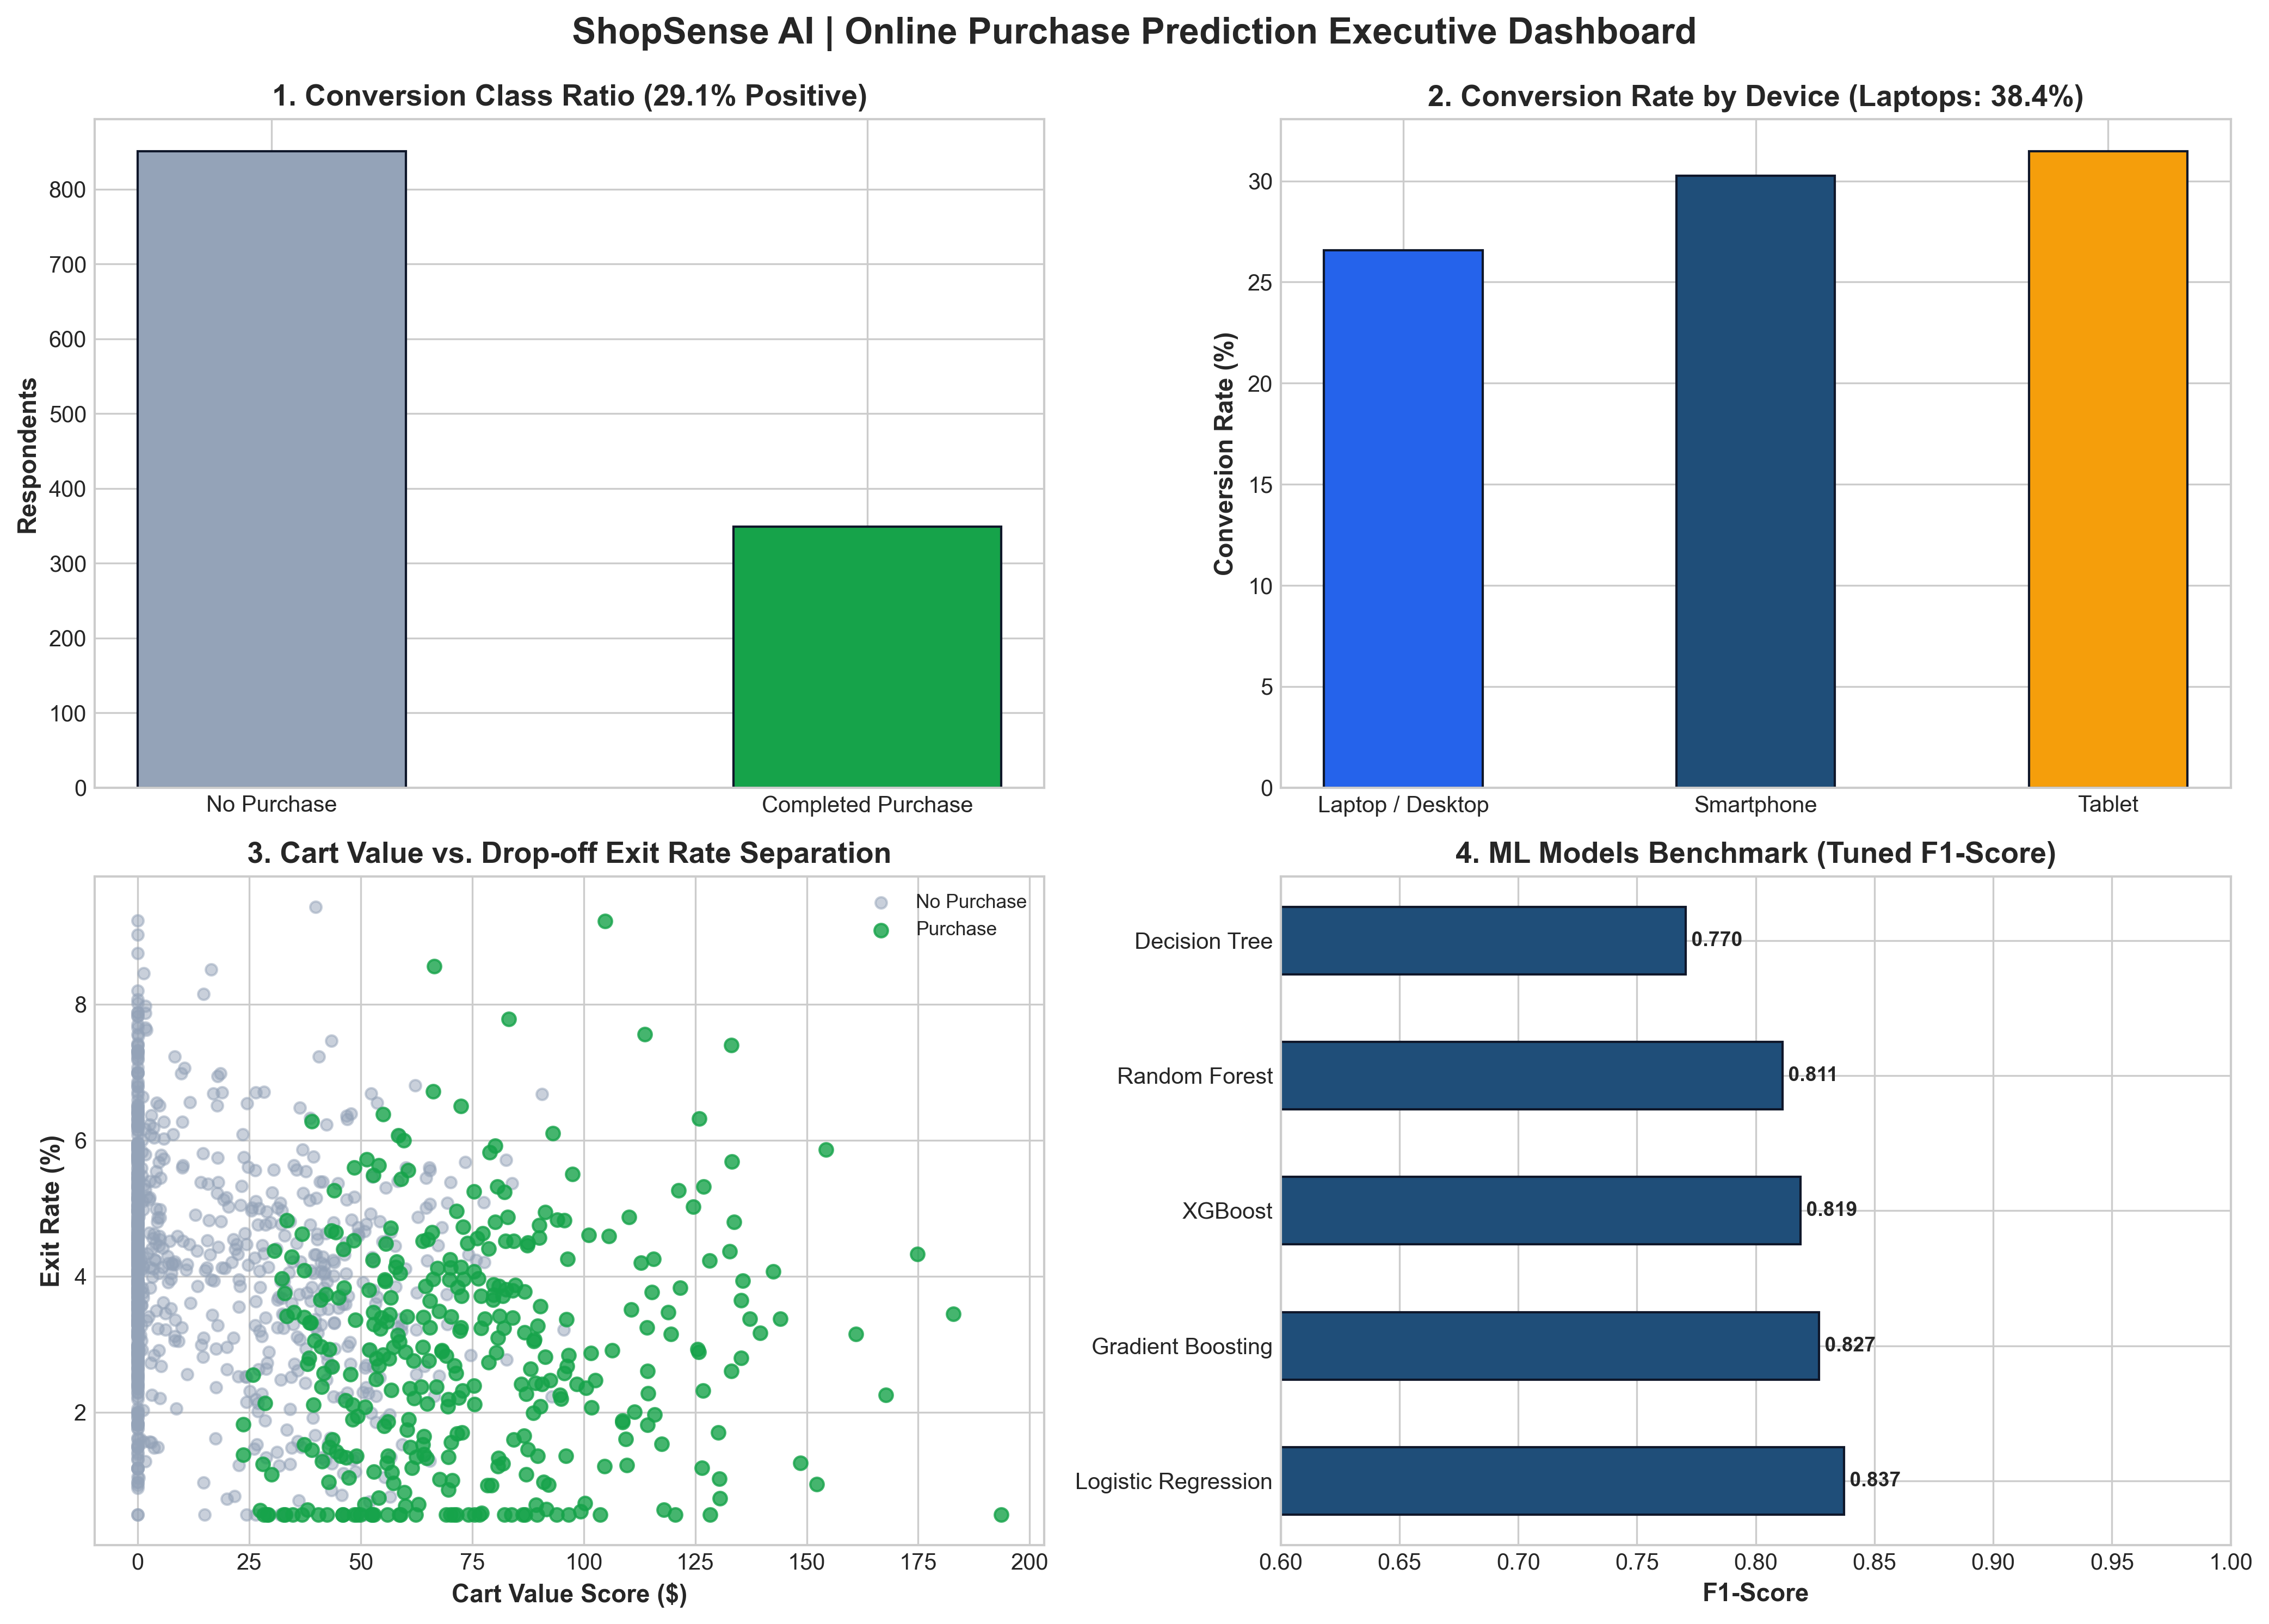 ShopSense AI | Online Purchase Prediction Executive Dashboard
1. Conversion Class Ratio (29.1% Positive)
Respondents
800
700
600
500
400
300
200
100
0
No Purchase
Completed Purchase
2. Conversion Rate by Device (Laptops: 38.4%)
Conversion Rate (%)
30
25
20
15
10
5
0
Laptop / Desktop
Smartphone
Tablet
3. Cart Value vs. Drop-off Exit Rate Separation
No Purchase
Purchase
Exit Rate (%)
8
6
4
2
0
25
50
75
100
125
150
175
200
Cart Value Score ($)
4. ML Models Benchmark (Tuned F1-Score)
Decision Tree
0.770
Random Forest
0.811
XGBoost
0.819
Gradient Boosting
0.827
Logistic Regression
0.837
0.60
0.65
0.70
0.75
0.80
0.85
0.90
0.95
1.00
F1-Score